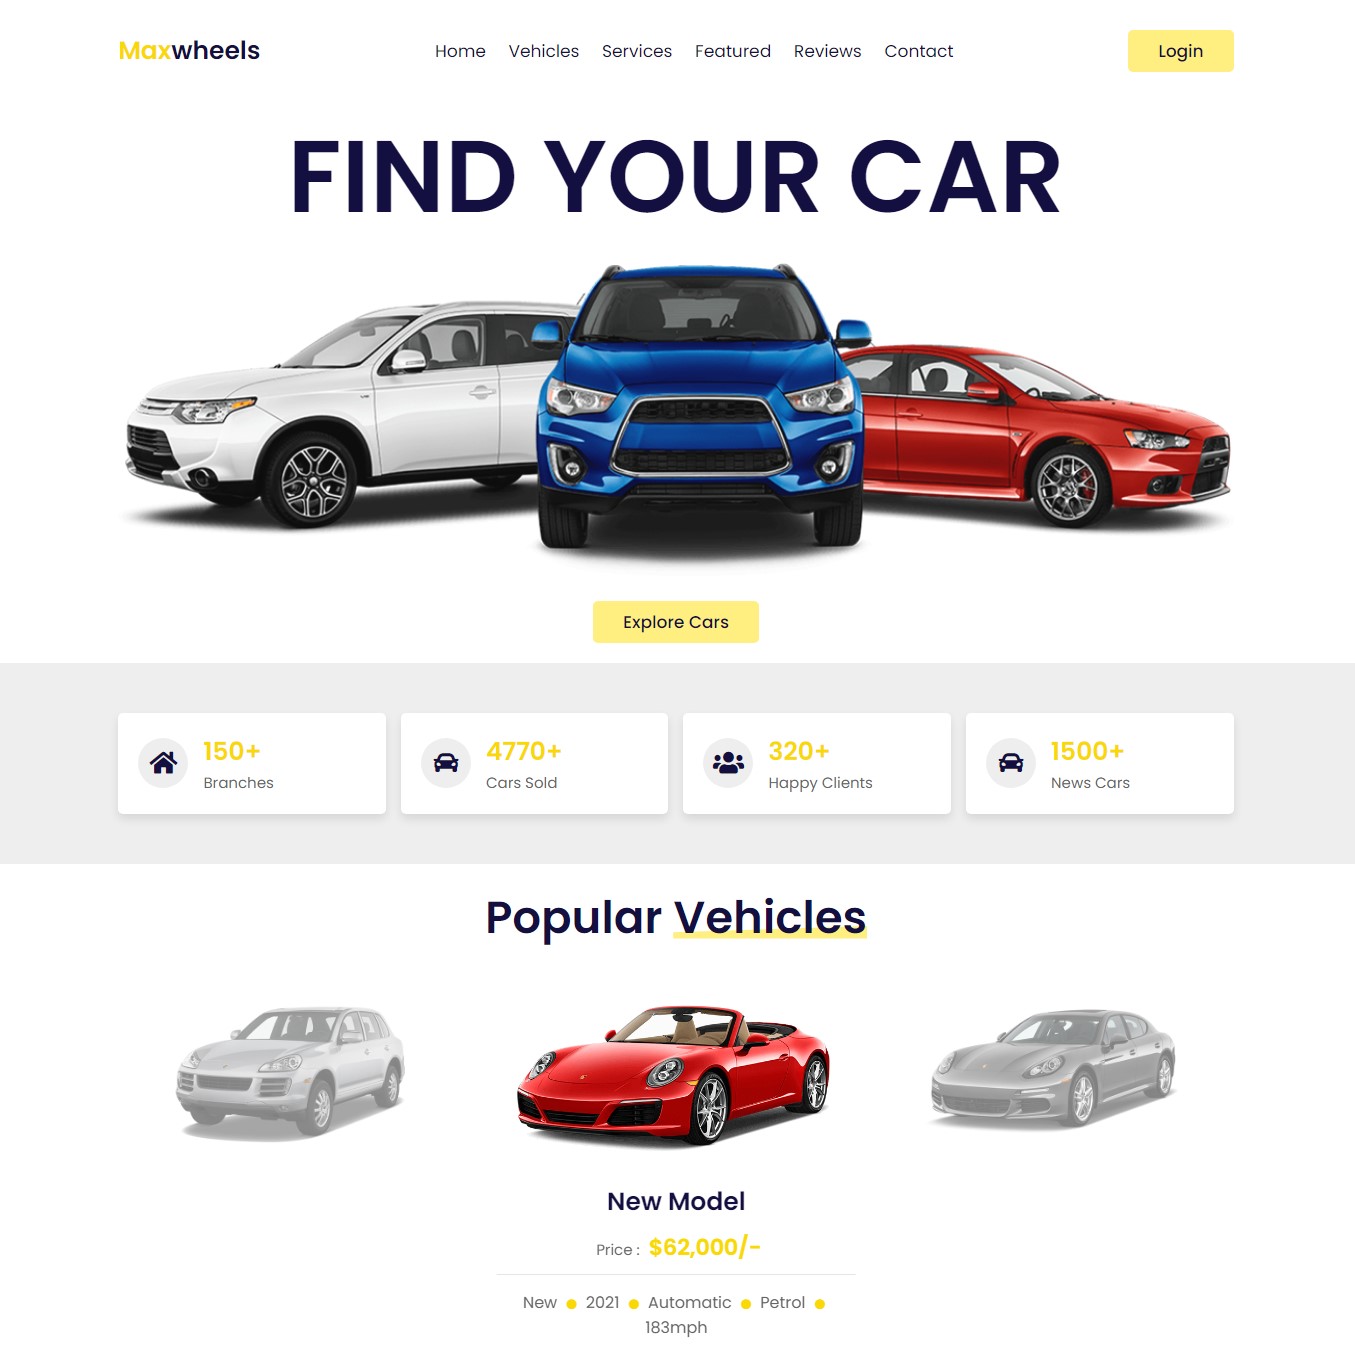 Maxwheels
Home Vehicles Services Featured Reviews Contact
Login
FIND YOUR CAR
Explore Cars
150+
Branches
4770+
Cars Sold
320+
Happy Clients
1500+
News Cars
Popular Vehicles
New Model
Price : $62,000/-
New ● 2021 ● Automatic ● Petrol ●
183mph